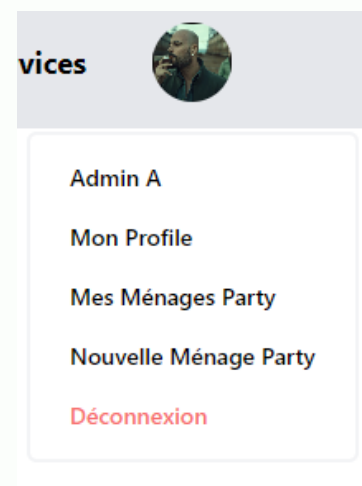 vices
Admin A
Mon Profile
Mes Ménages Party
Nouvelle Ménage Party
Déconnexion